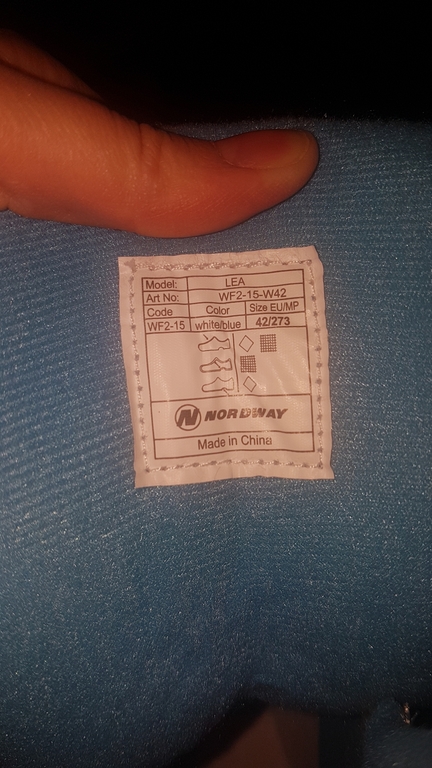 Model: LEA
Art No: WF2-15-W42
Code Color Size EU/MP
WF2-15 white/blue 42/273
N NORDWAY
Made in China